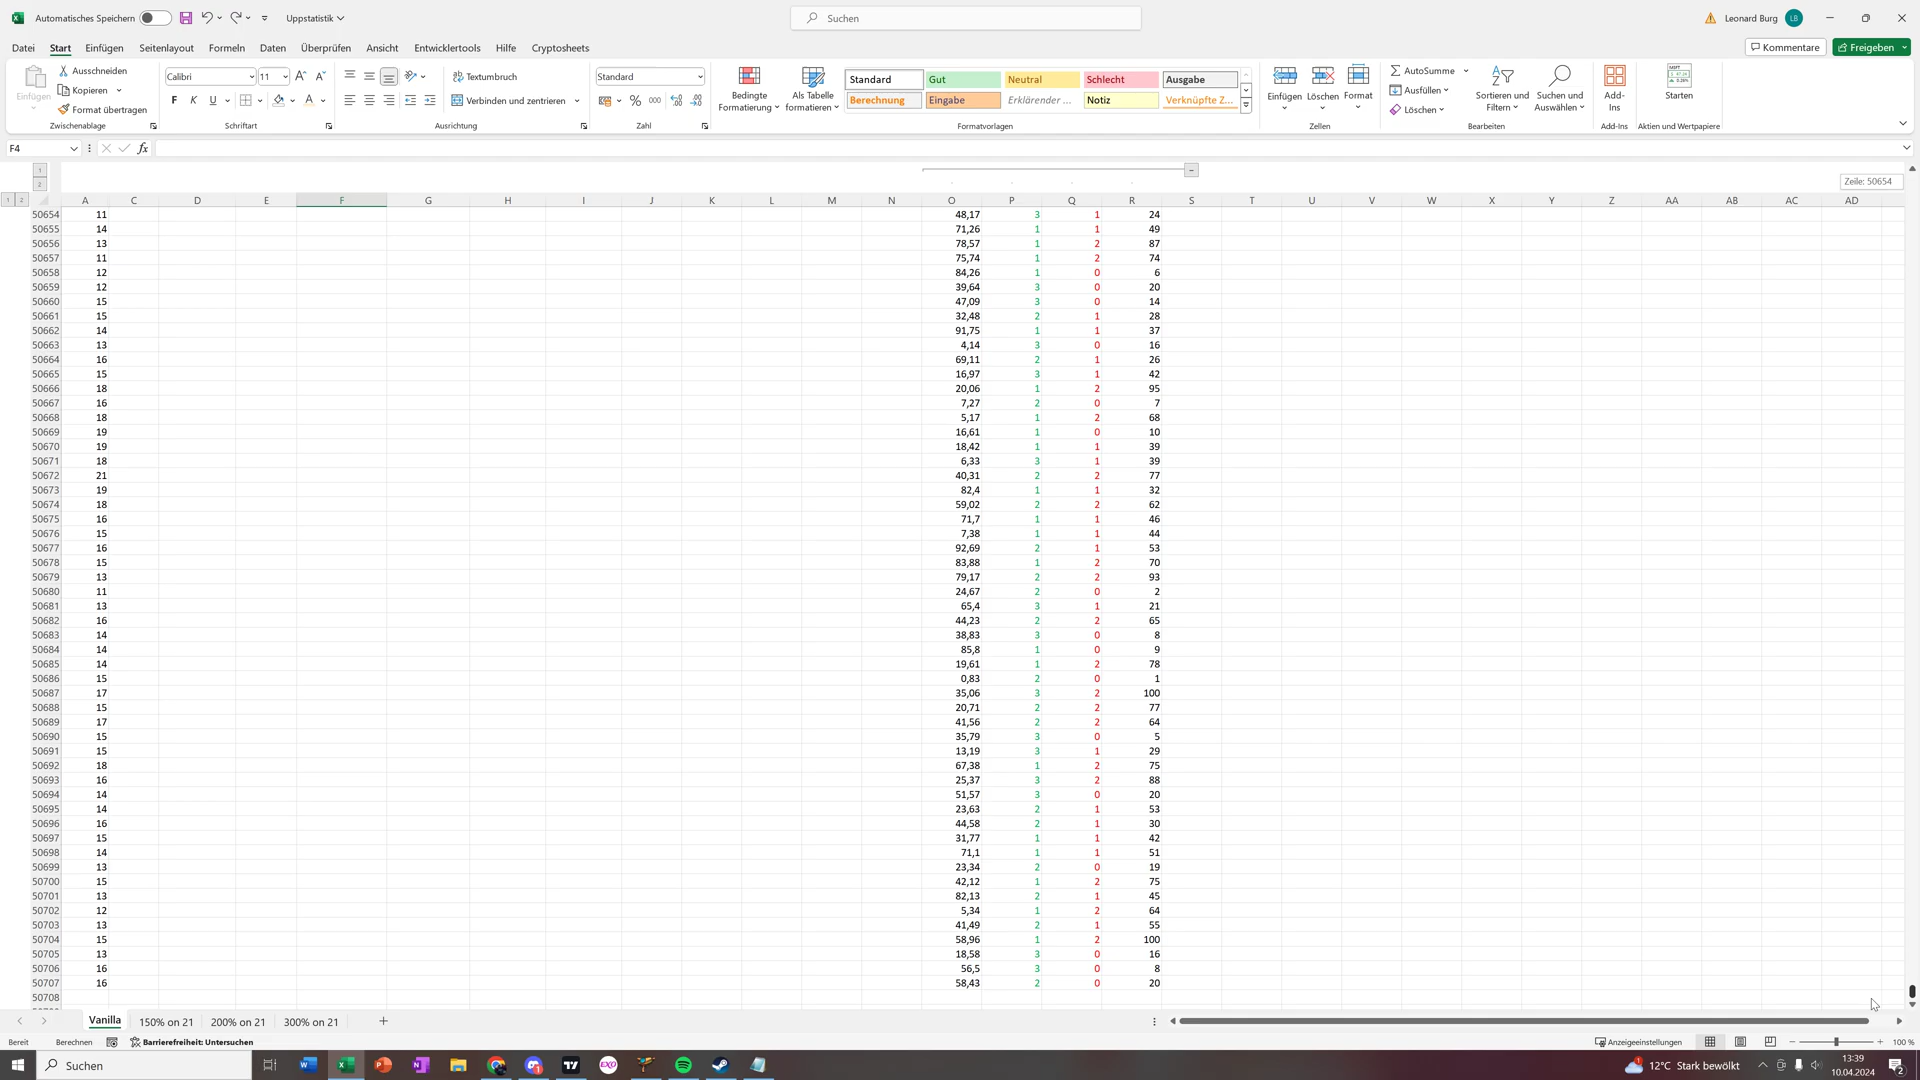 Automatisches Speichern Uppstatistik Suchen Leonard Burg LB
Datei Start Einfügen Seitenlayout Formeln Daten Überprüfen Ansicht Entwicklertools Hilfe Cryptosheets Kommentare Freigeben
Einfügen Ausschneiden Kopieren Format übertragen Zwischenablage
Calibri 11 F K U A Schriftart
Textumbruch Verbinden und zentrieren Ausrichtung
Standard % 000 Zahl
Bedingte Formatierung Als Tabelle formatieren
Standard Gut Neutral Schlecht Ausgabe
Berechnung Eingabe Erklärender ... Notiz Verknüpfte Z...
Formatvorlagen
Einfügen Löschen Format Zellen
AutoSumme Ausfüllen Löschen Sortieren und Filtern Suchen und Auswählen Bearbeiten
Add-Ins Add-Ins
Starten Aktien und Wertpapiere
F4 fx
1
2
Zeile: 50654
1 2 A C D E F G H I J K L M N O P Q R S T U V W X Y Z AA AB AC AD
50654 11 48,17 3 1 24
50655 14 71,26 1 1 49
50656 13 78,57 1 2 87
50657 11 75,74 1 2 74
50658 12 84,26 1 0 6
50659 12 39,64 3 0 20
50660 15 47,09 3 0 14
50661 15 32,48 2 1 28
50662 14 91,75 1 1 37
50663 13 4,14 3 0 16
50664 16 69,11 2 1 26
50665 15 16,97 3 1 42
50666 18 20,06 1 2 95
50667 16 7,27 2 0 7
50668 18 5,17 1 2 68
50669 19 16,61 1 0 10
50670 19 18,42 1 1 39
50671 18 6,33 3 1 39
50672 21 40,31 2 2 77
50673 19 82,4 1 1 32
50674 18 59,02 2 2 62
50675 16 71,7 1 1 46
50676 15 7,38 1 1 44
50677 16 92,69 2 1 53
50678 15 83,88 1 2 70
50679 13 79,17 2 2 93
50680 11 24,67 2 0 2
50681 13 65,4 3 1 21
50682 16 44,23 2 2 65
50683 14 38,83 3 0 8
50684 14 85,8 1 0 9
50685 14 19,61 1 2 78
50686 15 0,83 2 0 1
50687 17 35,06 3 2 100
50688 15 20,71 2 2 77
50689 17 41,56 2 2 64
50690 15 35,79 3 0 5
50691 15 13,19 3 1 29
50692 18 67,38 1 2 75
50693 16 25,37 3 2 88
50694 14 51,57 3 0 20
50695 14 23,63 2 1 53
50696 16 44,58 2 1 30
50697 15 31,77 1 1 42
50698 14 71,1 1 1 51
50699 13 23,34 2 0 19
50700 15 42,12 1 2 75
50701 13 82,13 2 1 45
50702 12 5,34 1 2 64
50703 13 41,49 2 1 55
50704 15 58,96 1 2 100
50705 13 18,58 3 0 16
50706 16 56,5 3 0 8
50707 16 58,43 2 0 20
50708
Vanilla 150% on 21 200% on 21 300% on 21
Bereit Berechnen Barrierefreiheit: Untersuchen Anzeigeeinstellungen 100 %
Suchen 12°C Stark bewölkt 13:39
10.04.2024